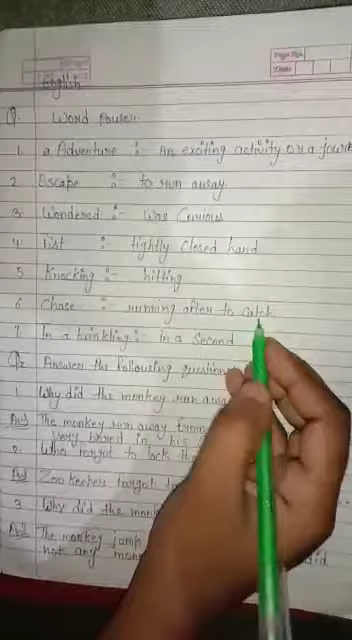 English
Q. Word Power
1. a Adventure :- An exciting activity or a
2. Escape :- to run away
3. Wondered :- Was Curious
4. Fist :- tightly closed hand
5. Knocking :- hitting
6. Chase :- running after to catch
7. In a twinkling :- in a Second
Q2 Answer the following question
1. Why did the monkey run away
Ans The monkey run away from
very bored in his
2. Who forgot to lock the
Ans Zoo keeper forgot to
3. Why did the
Ans The monkey jump
not any